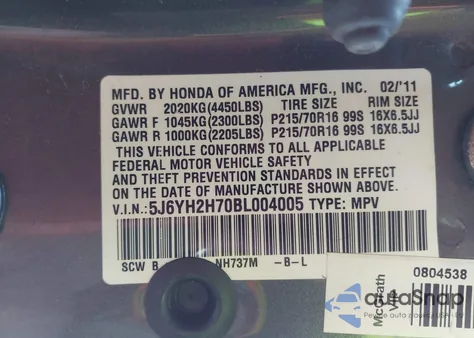 MFD. BY HONDA OF AMERICA MFG., INC. 02/'11
GVWR 2020KG(4450LBS) TIRE SIZE RIM SIZE
GAWR F 1045KG(2300LBS) P215/70R16 99S 16X6.5JJ
GAWR R 1000KG(2205LBS) P215/70R16 99S 16X6.5JJ
THIS VEHICLE CONFORMS TO ALL APPLICABLE
FEDERAL MOTOR VEHICLE SAFETY
AND THEFT PREVENTION STANDARDS IN EFFECT
ON THE DATE OF MANUFACTURE SHOWN ABOVE.
V.I.N.:5J6YH2H70BL004005 TYPE: MPV
SCW B NH737M -B-L
0804538
autoSnap